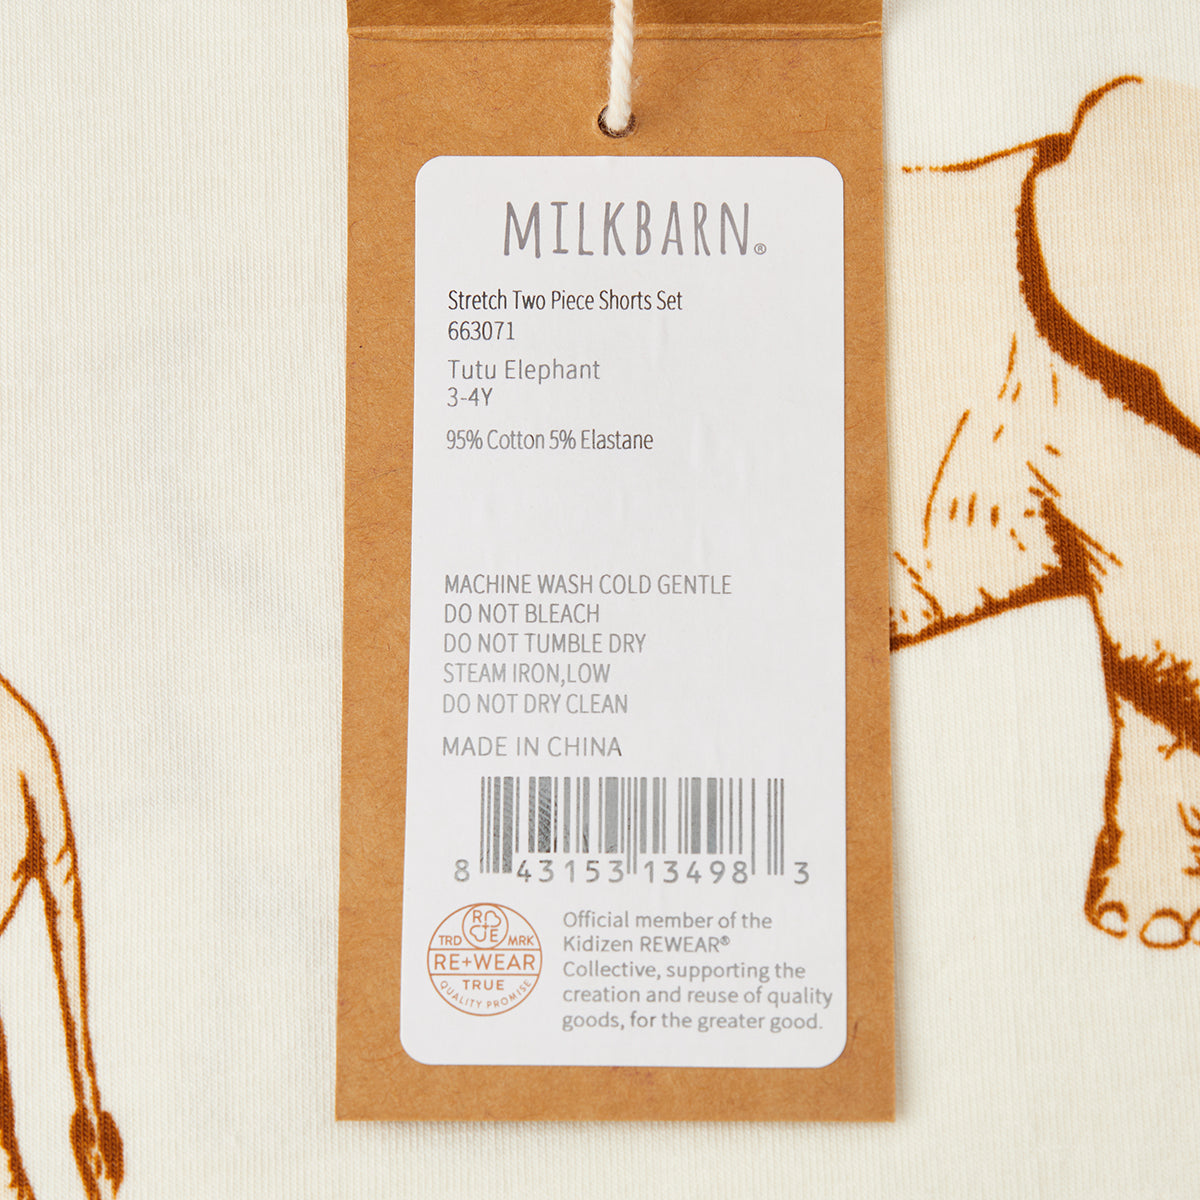 MILKBARN®
Stretch Two Piece Shorts Set
663071
Tutu Elephant
3-4Y
95% Cotton 5% Elastane
MACHINE WASH COLD GENTLE
DO NOT BLEACH
DO NOT TUMBLE DRY
STEAM IRON,LOW
DO NOT DRY CLEAN
MADE IN CHINA
8 43153 13498 3
R
E
TRD MRK
RE+WEAR
TRUE
QUALITY PROMISE
Official member of the
Kidizen REWEAR®
Collective, supporting the
creation and reuse of quality
goods, for the greater good.